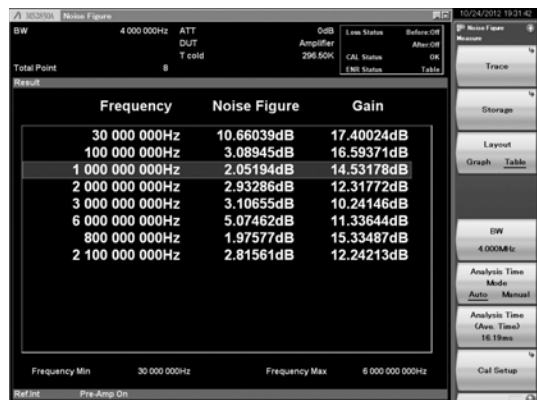 MS2830A Noise Figure
10/24/2012 19:31:42
BW 4 000 000Hz ATT 0dB
DUT Amplifier
T cold 296.50K
Total Point 8
Loss Status Before:Off
After:Off
CAL Status OK
ENR Status Table
Result
Frequency Noise Figure Gain
30 000 000Hz 10.66039dB 17.40024dB
100 000 000Hz 3.08945dB 16.59371dB
1 000 000 000Hz 2.05194dB 14.53178dB
2 000 000 000Hz 2.93286dB 12.31772dB
3 000 000 000Hz 3.10655dB 10.24146dB
6 000 000 000Hz 5.07462dB 11.33644dB
800 000 000Hz 1.97577dB 15.33487dB
2 100 000 000Hz 2.81561dB 12.24213dB
Frequency Min 30 000 000Hz Frequency Max 6 000 000 000Hz
Ref.Int Pre-Amp On
Noise Figure
Measure
Trace
Storage
Layout
Graph Table
BW
4.000MHz
Analysis Time
Mode
Auto Manual
Analysis Time
(Ave. Time)
16.19ms
Cal Setup